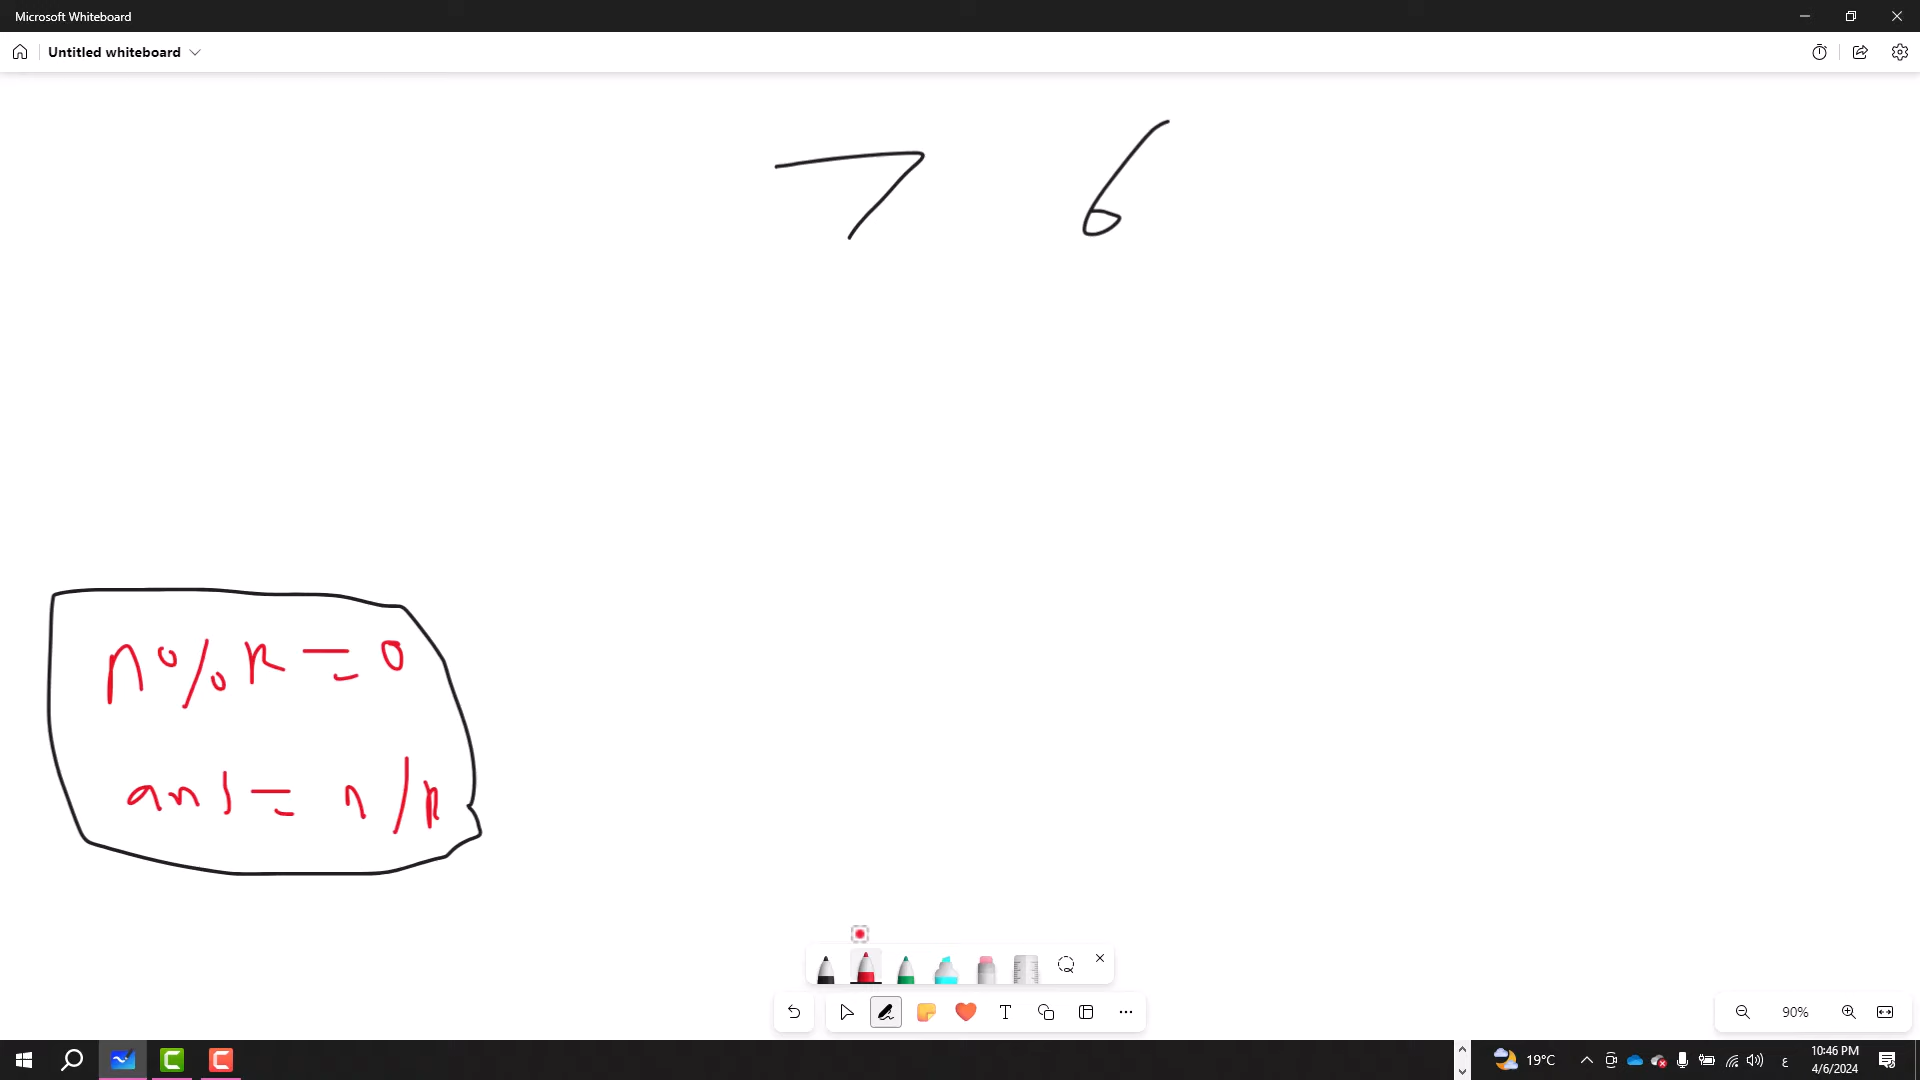 Microsoft Whiteboard
Untitled whiteboard
7 6
n%k=0
ans= n/k
T
90%
19°C
ع
10:46 PM
4/6/2024